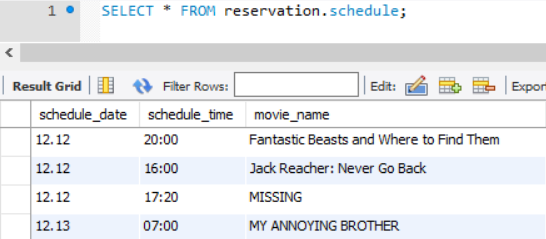 1 SELECT * FROM reservation.schedule;
Result Grid Filter Rows: Edit: Expor
schedule_date schedule_time movie_name
12.12 20:00 Fantastic Beasts and Where to Find Them
12.12 16:00 Jack Reacher: Never Go Back
12.12 17:20 MISSING
12.13 07:00 MY ANNOYING BROTHER